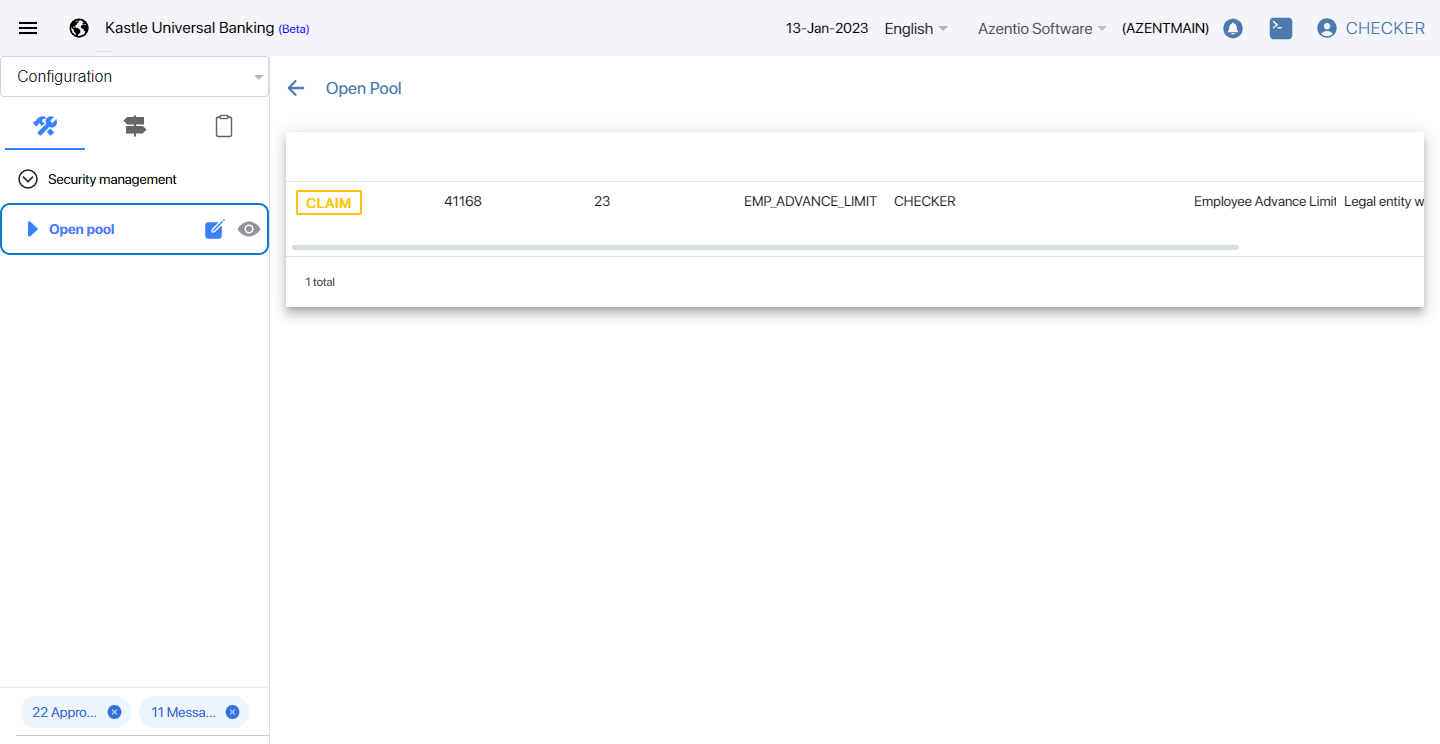 Kastle Universal Banking (Beta) 13-Jan-2023 English Azentio Software (AZENTMAIN) CHECKER
Configuration
Open Pool
Security management
CLAIM 41168 23 EMP_ADVANCE_LIMIT CHECKER Employee Advance Limit Legal entity w
Open pool
1 total
22 Appro... 11 Messa...